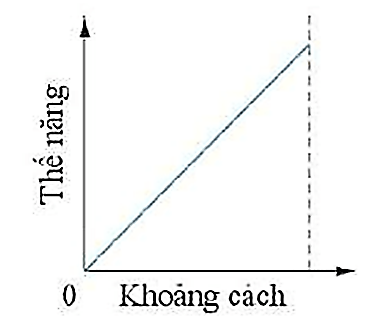 Thế năng
0
Khoảng cách